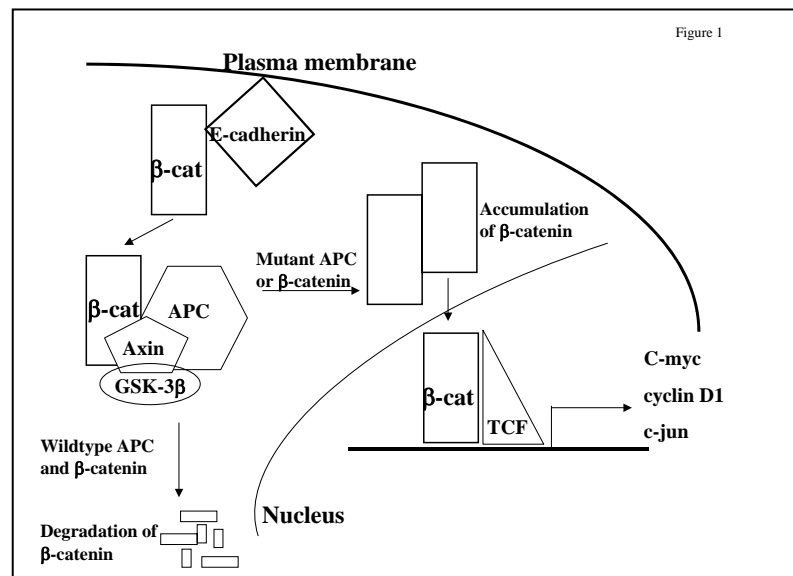 Figure 1
Plasma membrane
E-cadherin
β-cat
Accumulation
of β-catenin
Mutant APC
or β-catenin
β-cat
APC
Axin
GSK-3β
β-cat
TCF
C-myc
cyclin D1
c-jun
Wildtype APC
and β-catenin
Nucleus
Degradation of
β-catenin